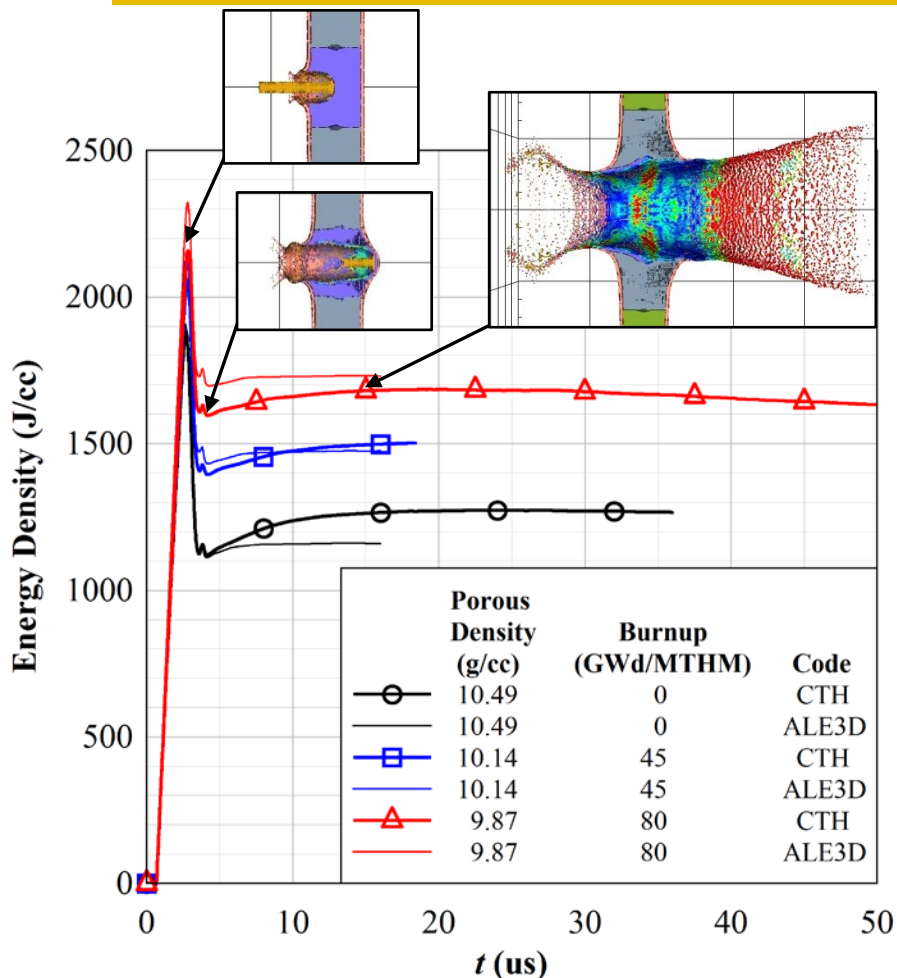 2500
2000
1500
1000
500
0
Energy Density (J/cc)
0 10 20 30 40 50
t (us)
Porous
Density Burnup
(g/cc) (GWd/MTHM) Code
10.49 0 CTH
10.49 0 ALE3D
10.14 45 CTH
10.14 45 ALE3D
9.87 80 CTH
9.87 80 ALE3D